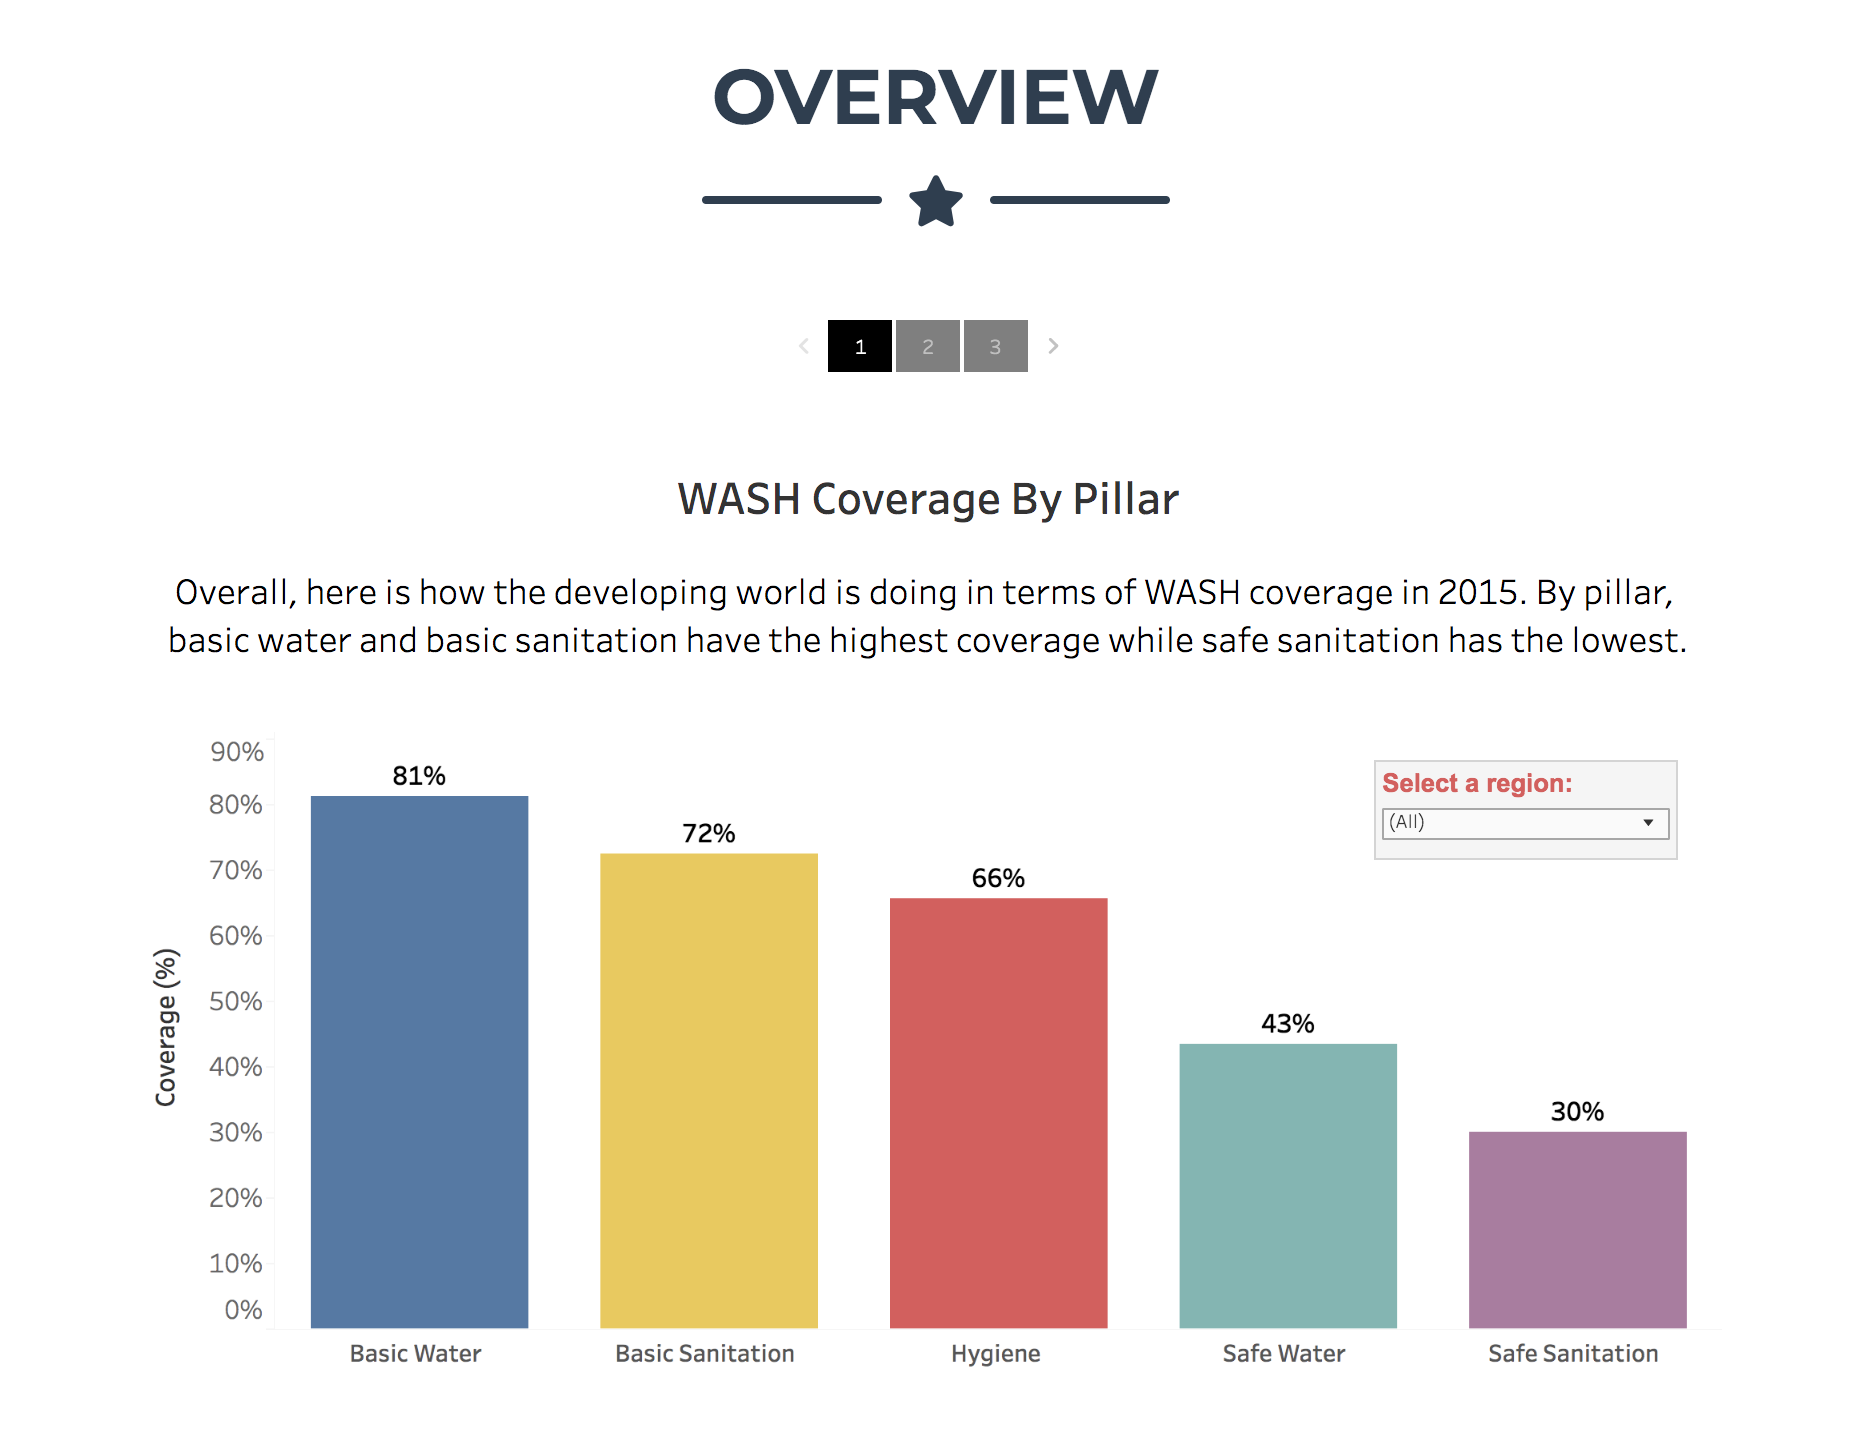 OVERVIEW
1 2 3
WASH Coverage By Pillar
Overall, here is how the developing world is doing in terms of WASH coverage in 2015. By pillar,
basic water and basic sanitation have the highest coverage while safe sanitation has the lowest.
Select a region:
(All)
Coverage (%)
90%
80%
70%
60%
50%
40%
30%
20%
10%
0%
81%
72%
66%
43%
30%
Basic Water
Basic Sanitation
Hygiene
Safe Water
Safe Sanitation